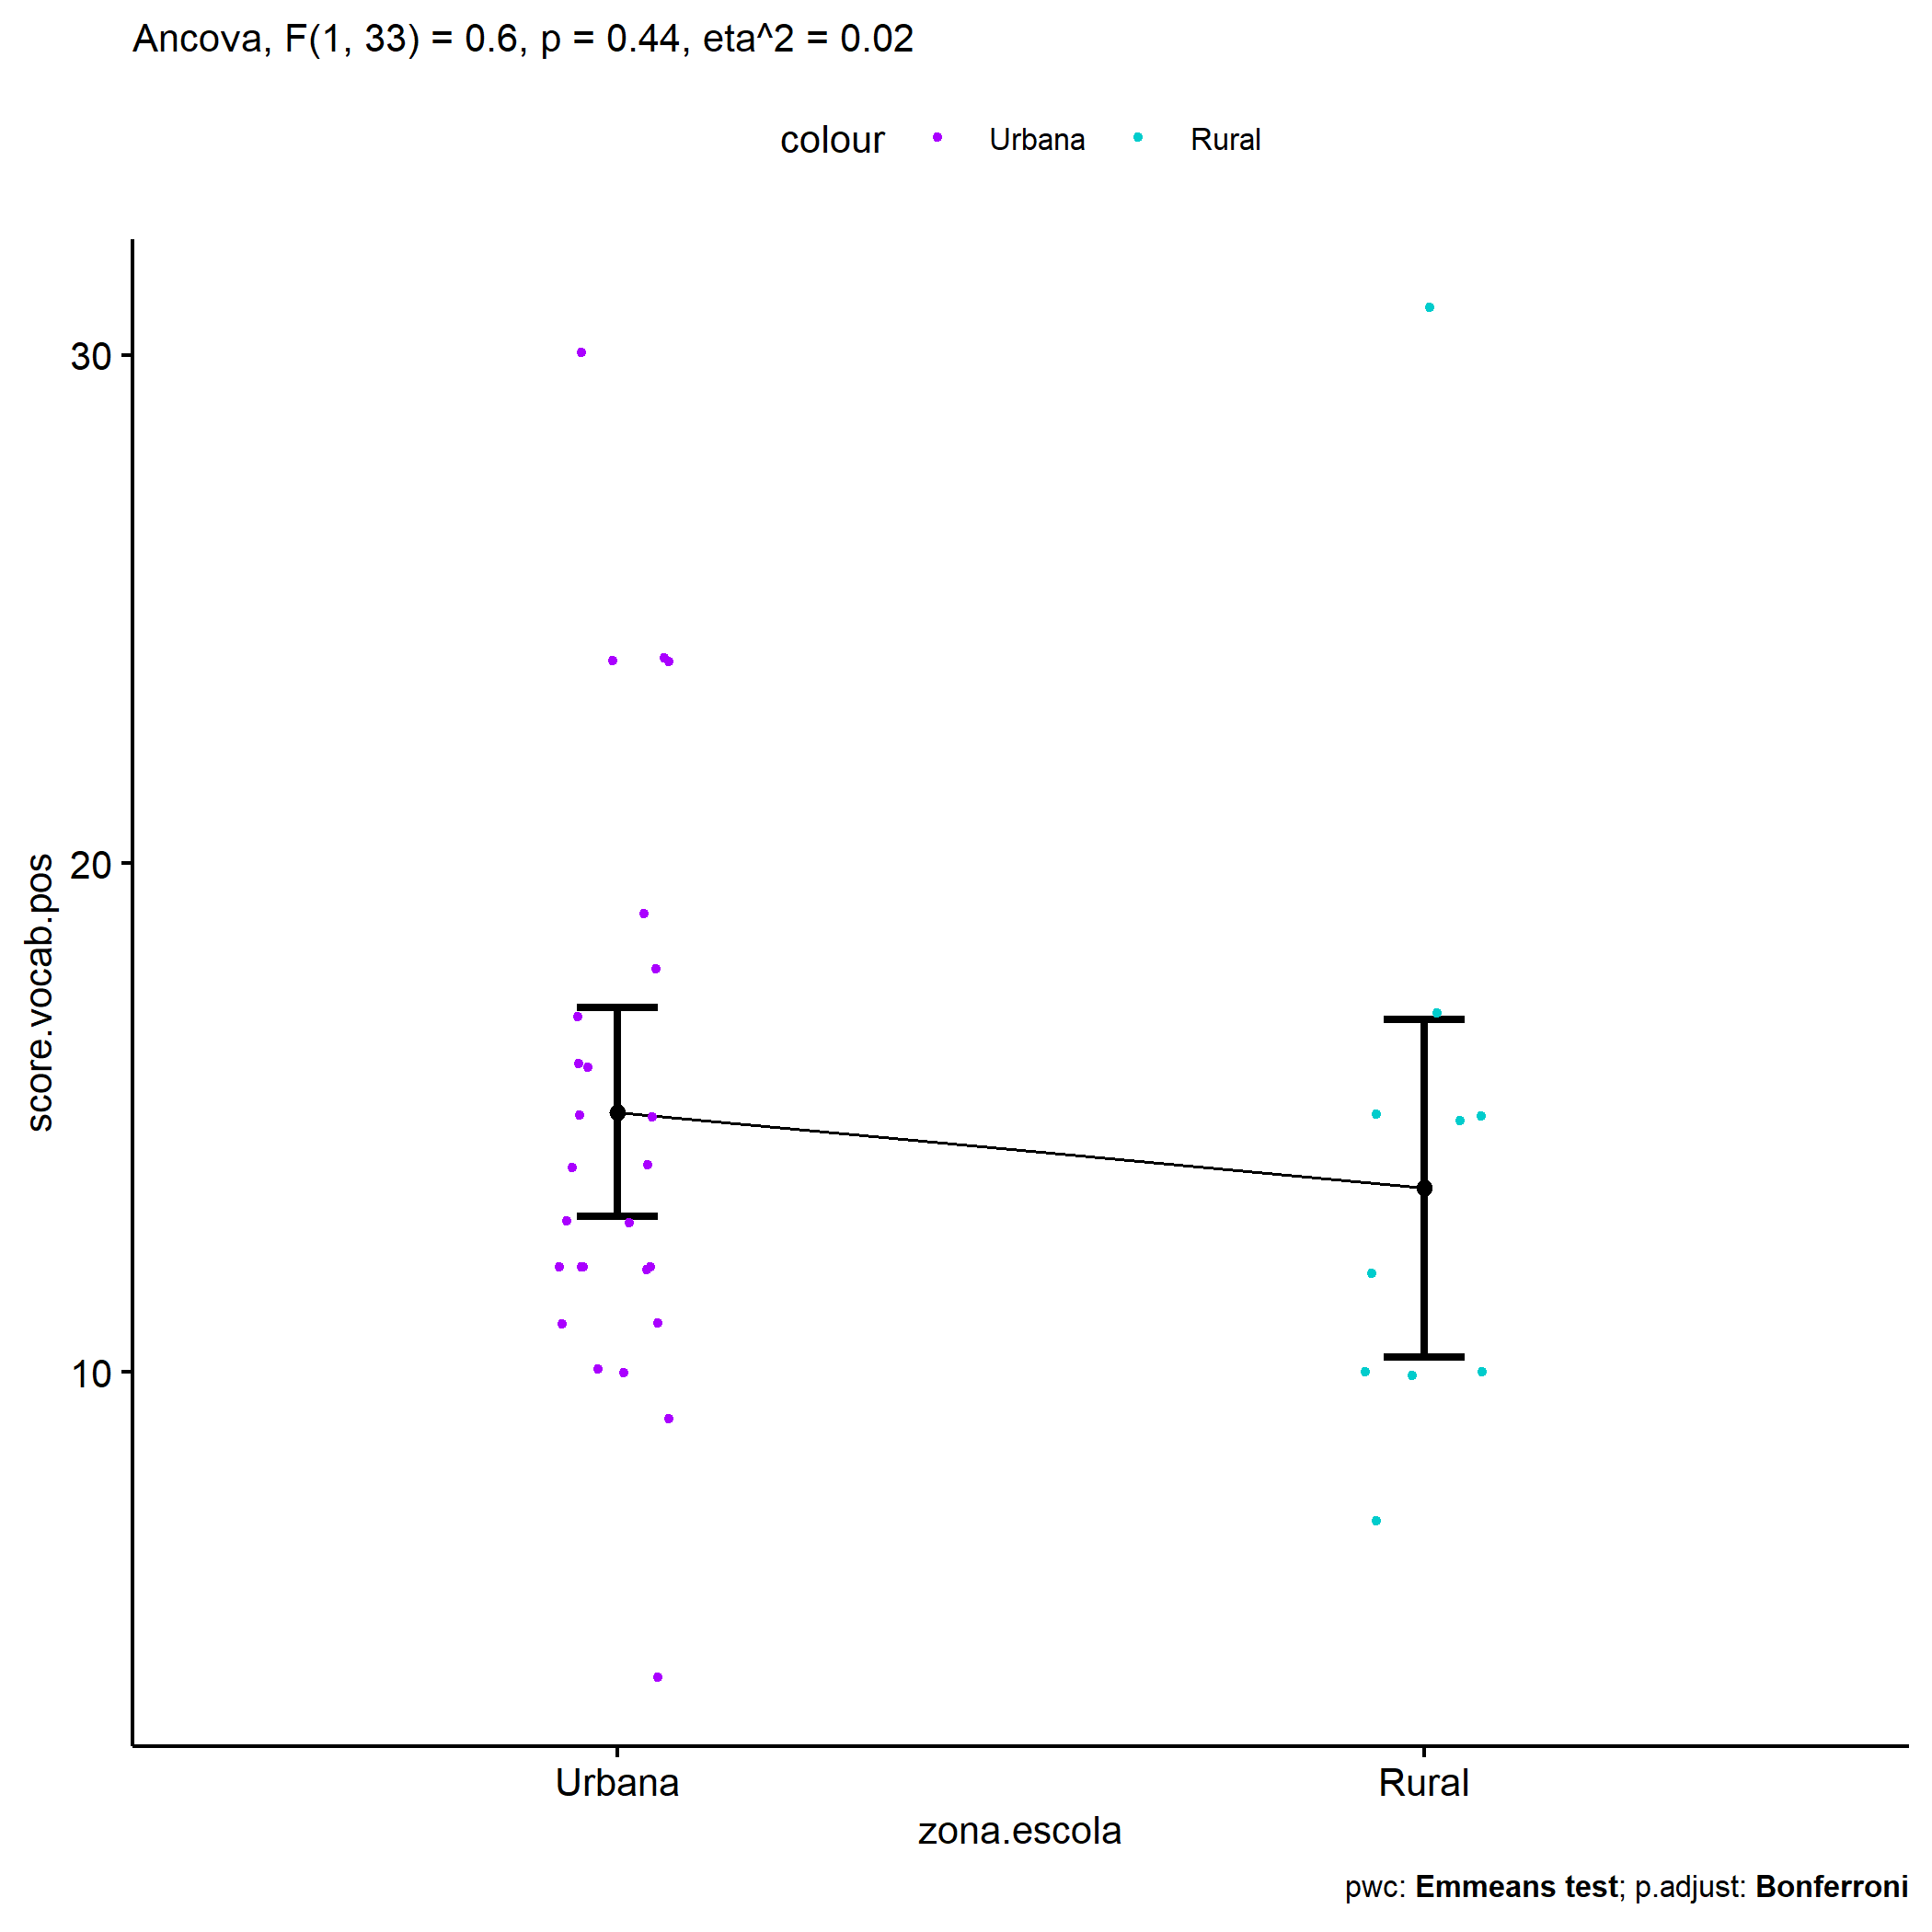 Ancova, F(1, 33) = 0.6, p = 0.44, eta^2 = 0.02
colour Urbana Rural
30
20
10
score.vocab.pos
Urbana Rural
zona.escola
pwc: Emmeans test; p.adjust: Bonferroni